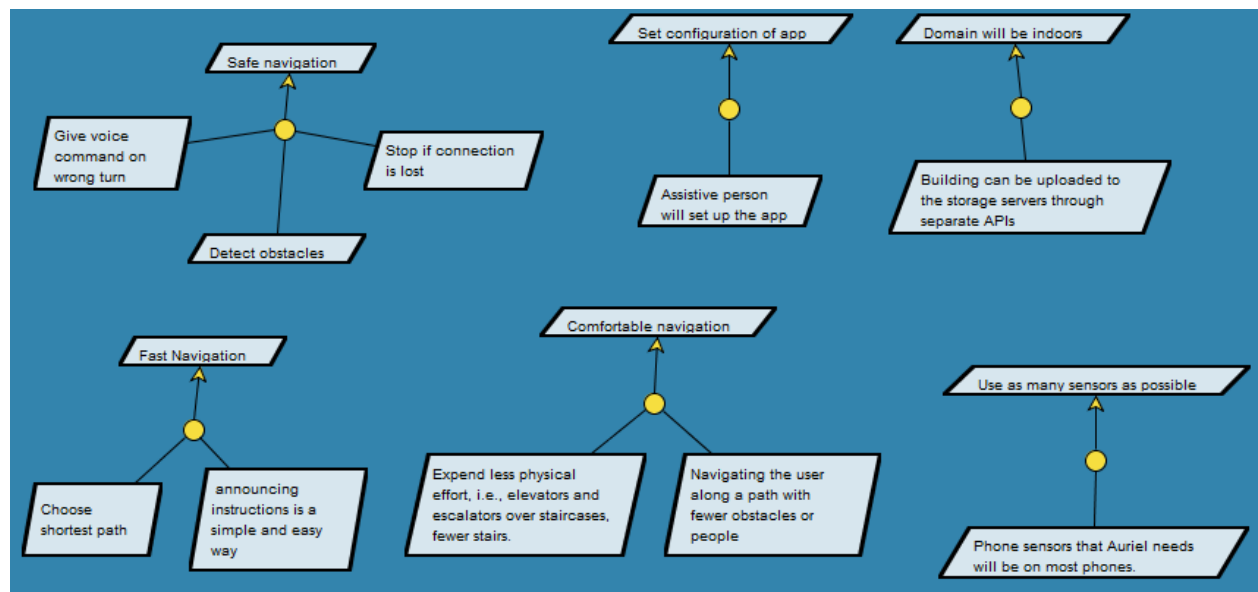 Safe navigation
Give voice
command on
wrong turn
Stop if connection
is lost
Detect obstacles
Set configuration of app
Assistive person
will set up the app
Domain will be indoors
Building can be uploaded to
the storage servers through
separate APIs
Fast Navigation
Choose
shortest path
announcing
instructions is a
simple and easy
way
Comfortable navigation
Expend less physical
effort, i.e., elevators and
escalators over staircases,
fewer stairs.
Navigating the user
along a path with
fewer obstacles or
people
Use as many sensors as possible
Phone sensors that Auriel needs
will be on most phones.